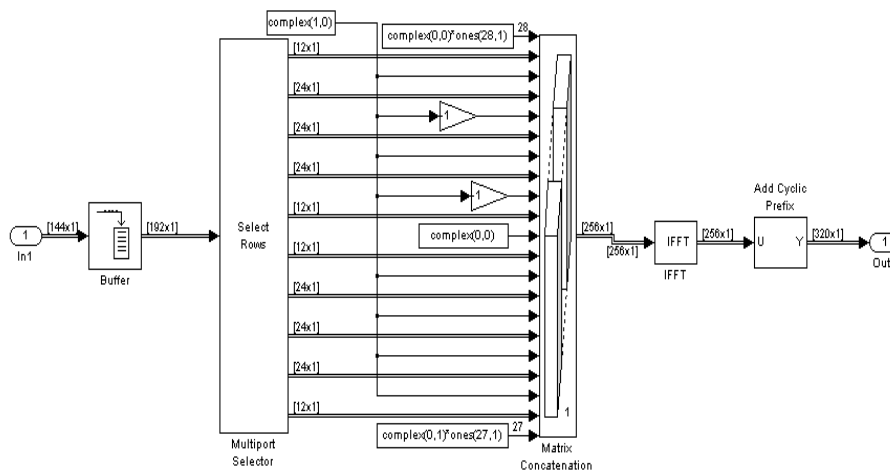 complex(1,0)
complex(0,0)*ones(28,1)
28
[12x1]
[24x1]
1
[24x1]
[24x1]
1
Add Cyclic
Prefix
1
In1
[144x1]
Buffer
[192x1]
Select
Rows
[12x1]
complex(0,0)
[12x1]
[256x1]
[256x1]
IFFT
IFFT
[256x1]
U
Y
[320x1]
1
Out
[24x1]
[24x1]
[24x1]
[12x1]
complex(0,1)*ones(27,1)
27
1
Multiport
Selector
Matrix
Concatenation